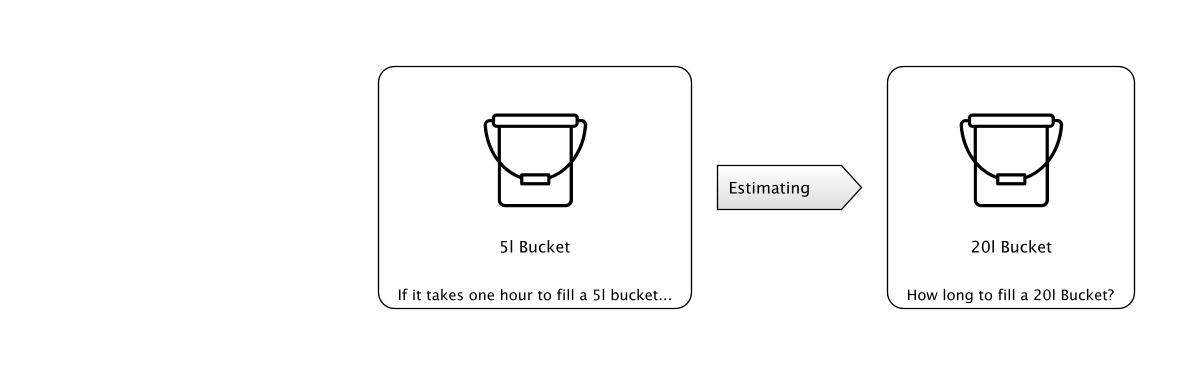 5l Bucket
If it takes one hour to fill a 5l bucket...
Estimating
20l Bucket
How long to fill a 20l Bucket?